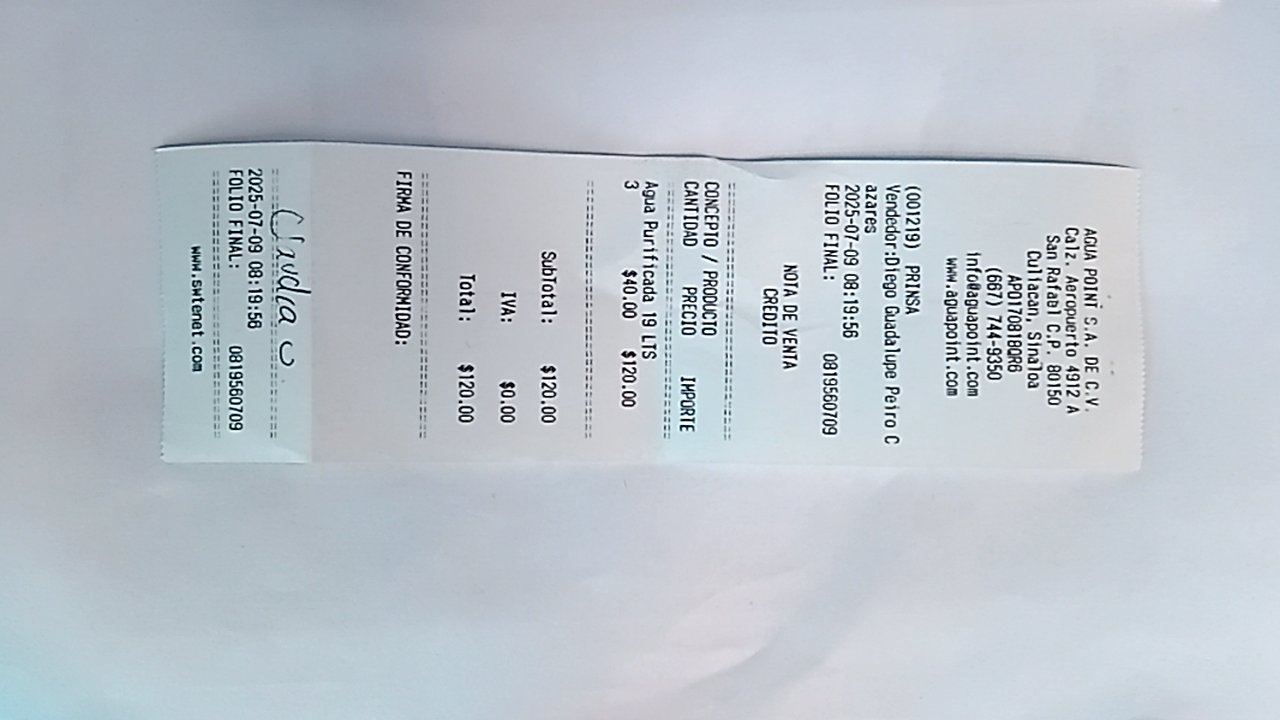 AGUA POINT S.A. DE C.V.
Calz. Aeropuerto 4912 A
San Rafael C.P. 80150
Culiacan, Sinaloa
APO170818QR6
(667) 744-9350
info@aguapoint.com
www.aguapoint.com
(001219) PRINSA
Vendedor:Diego Guadalupe Peiro C
azares
2025-07-09 08:19:56
FOLIO FINAL: 0819560709
NOTA DE VENTA
CREDITO
================================
CONCEPTO / PRODUCTO
CANTIDAD PRECIO IMPORTE
================================
Agua Purificada 19 LTS
3 $40.00 $120.00
================================
SubTotal: $120.00
IVA: $0.00
Total: $120.00
================================
FIRMA DE CONFORMIDAD:
================================
2025-07-09 08:19:56
FOLIO FINAL: 0819560709
================================
www.swtenet.com